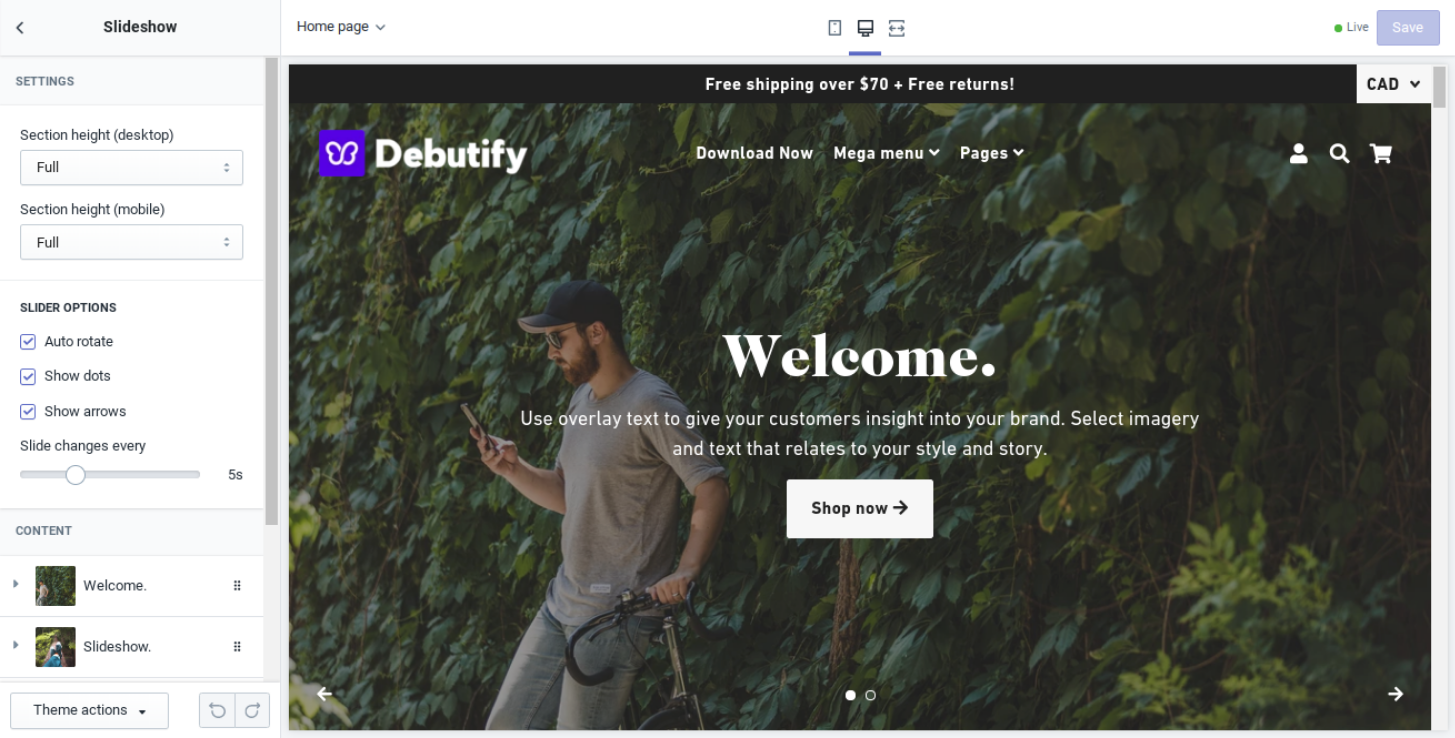 Slideshow
Home page
Live
Save
SETTINGS
Section height (desktop)
Full
Section height (mobile)
Full
SLIDER OPTIONS
Auto rotate
Show dots
Show arrows
Slide changes every
5s
CONTENT
Welcome.
Slideshow.
Theme actions
Free shipping over $70 + Free returns!
CAD
Debutify
Download Now
Mega menu
Pages
Welcome.
Use overlay text to give your customers insight into your brand. Select imagery
and text that relates to your style and story.
Shop now